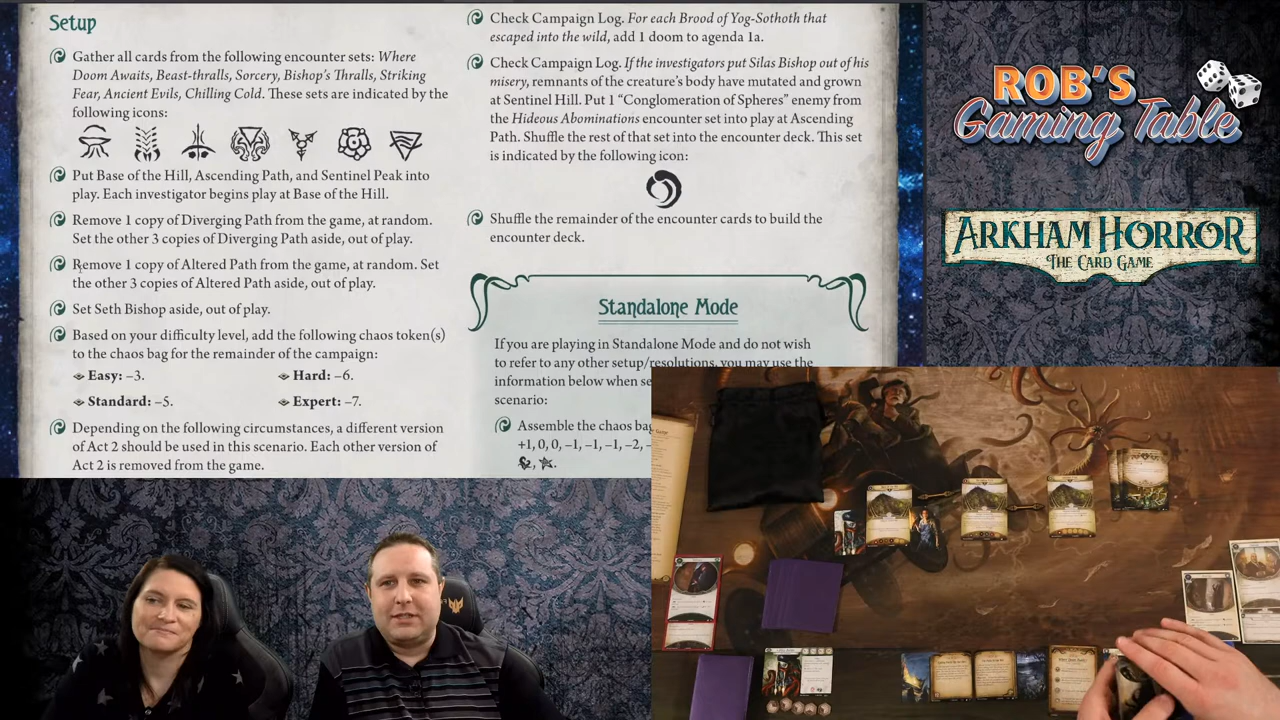 Setup
Gather all cards from the following encounter sets: Where
Doom Awaits, Beast-thralls, Sorcery, Bishop's Thralls, Striking
Fear, Ancient Evils, Chilling Cold. These sets are indicated by the
following icons:
Put Base of the Hill, Ascending Path, and Sentinel Peak into
play. Each investigator begins play at Base of the Hill.
Remove 1 copy of Diverging Path from the game, at random.
Set the other 3 copies of Diverging Path aside, out of play.
Remove 1 copy of Altered Path from the game, at random. Set
the other 3 copies of Altered Path aside, out of play.
Set Seth Bishop aside, out of play.
Based on your difficulty level, add the following chaos token(s)
to the chaos bag for the remainder of the campaign:
Easy: –3.
Hard: –6.
Standard: –5.
Expert: –7.
Depending on the following circumstances, a different version
of Act 2 should be used in this scenario. Each other version of
Act 2 is removed from the game.
Check Campaign Log. For each Brood of Yog-Sothoth that
escaped into the wild, add 1 doom to agenda 1a.
Check Campaign Log. If the investigators put Silas Bishop out of his
misery, remnants of the creature's body have mutated and grown
at Sentinel Hill. Put 1 “Conglomeration of Spheres” enemy from
the Hideous Abominations encounter set into play at Ascending
Path. Shuffle the rest of that set into the encounter deck. This set
is indicated by the following icon:
Shuffle the remainder of the encounter cards to build the
encounter deck.
Standalone Mode
If you are playing in Standalone Mode and do not wish
to refer to any other setup/resolutions, you may use the
information below when se
scenario:
Assemble the chaos bag
+1, 0, 0, –1, –1, –1, –2, –
ROB'S
Gaming Table
ARKHAM HORROR
THE CARD GAME